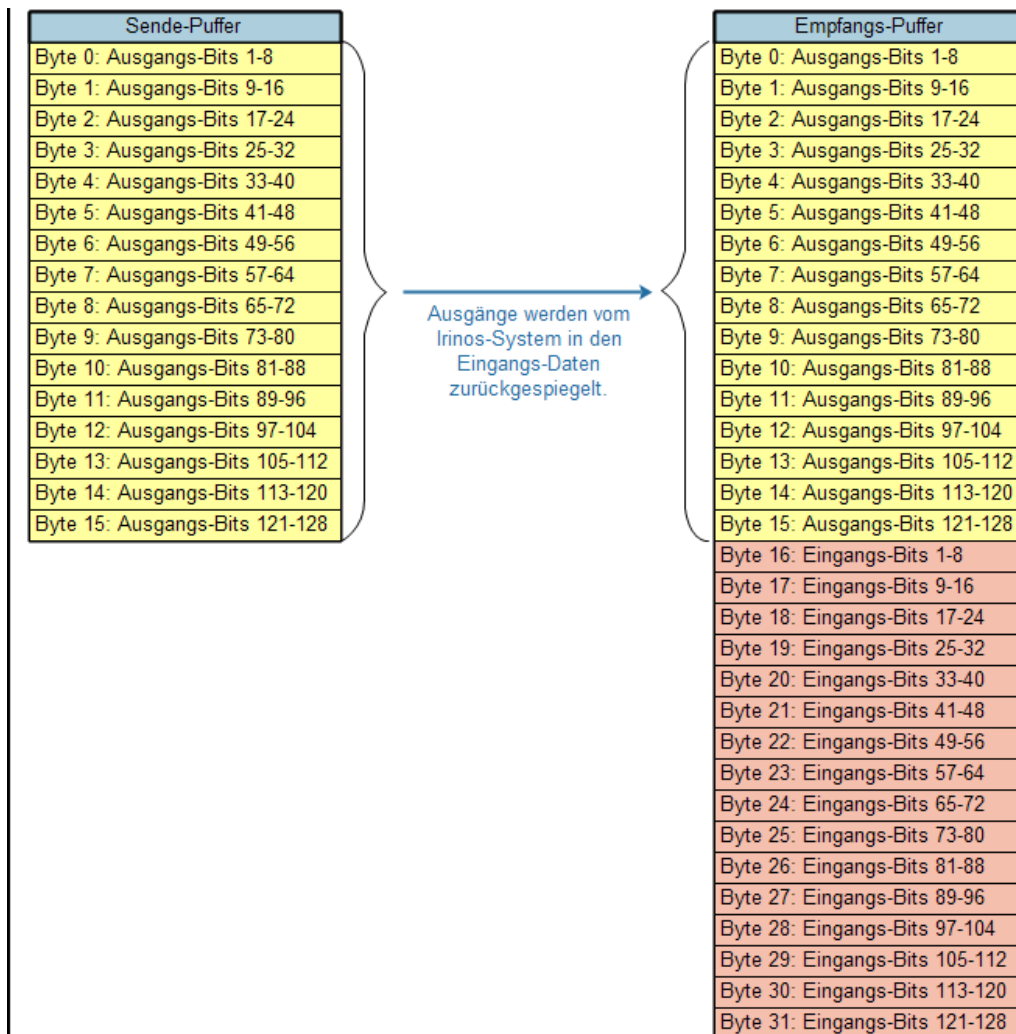 Sende-Puffer
Byte 0: Ausgangs-Bits 1-8
Byte 1: Ausgangs-Bits 9-16
Byte 2: Ausgangs-Bits 17-24
Byte 3: Ausgangs-Bits 25-32
Byte 4: Ausgangs-Bits 33-40
Byte 5: Ausgangs-Bits 41-48
Byte 6: Ausgangs-Bits 49-56
Byte 7: Ausgangs-Bits 57-64
Byte 8: Ausgangs-Bits 65-72
Byte 9: Ausgangs-Bits 73-80
Byte 10: Ausgangs-Bits 81-88
Byte 11: Ausgangs-Bits 89-96
Byte 12: Ausgangs-Bits 97-104
Byte 13: Ausgangs-Bits 105-112
Byte 14: Ausgangs-Bits 113-120
Byte 15: Ausgangs-Bits 121-128
Ausgänge werden vom
Irinos-System in den
Eingangs-Daten
zurückgespiegelt.
Empfangs-Puffer
Byte 0: Ausgangs-Bits 1-8
Byte 1: Ausgangs-Bits 9-16
Byte 2: Ausgangs-Bits 17-24
Byte 3: Ausgangs-Bits 25-32
Byte 4: Ausgangs-Bits 33-40
Byte 5: Ausgangs-Bits 41-48
Byte 6: Ausgangs-Bits 49-56
Byte 7: Ausgangs-Bits 57-64
Byte 8: Ausgangs-Bits 65-72
Byte 9: Ausgangs-Bits 73-80
Byte 10: Ausgangs-Bits 81-88
Byte 11: Ausgangs-Bits 89-96
Byte 12: Ausgangs-Bits 97-104
Byte 13: Ausgangs-Bits 105-112
Byte 14: Ausgangs-Bits 113-120
Byte 15: Ausgangs-Bits 121-128
Byte 16: Eingangs-Bits 1-8
Byte 17: Eingangs-Bits 9-16
Byte 18: Eingangs-Bits 17-24
Byte 19: Eingangs-Bits 25-32
Byte 20: Eingangs-Bits 33-40
Byte 21: Eingangs-Bits 41-48
Byte 22: Eingangs-Bits 49-56
Byte 23: Eingangs-Bits 57-64
Byte 24: Eingangs-Bits 65-72
Byte 25: Eingangs-Bits 73-80
Byte 26: Eingangs-Bits 81-88
Byte 27: Eingangs-Bits 89-96
Byte 28: Eingangs-Bits 97-104
Byte 29: Eingangs-Bits 105-112
Byte 30: Eingangs-Bits 113-120
Byte 31: Eingangs-Bits 121-128